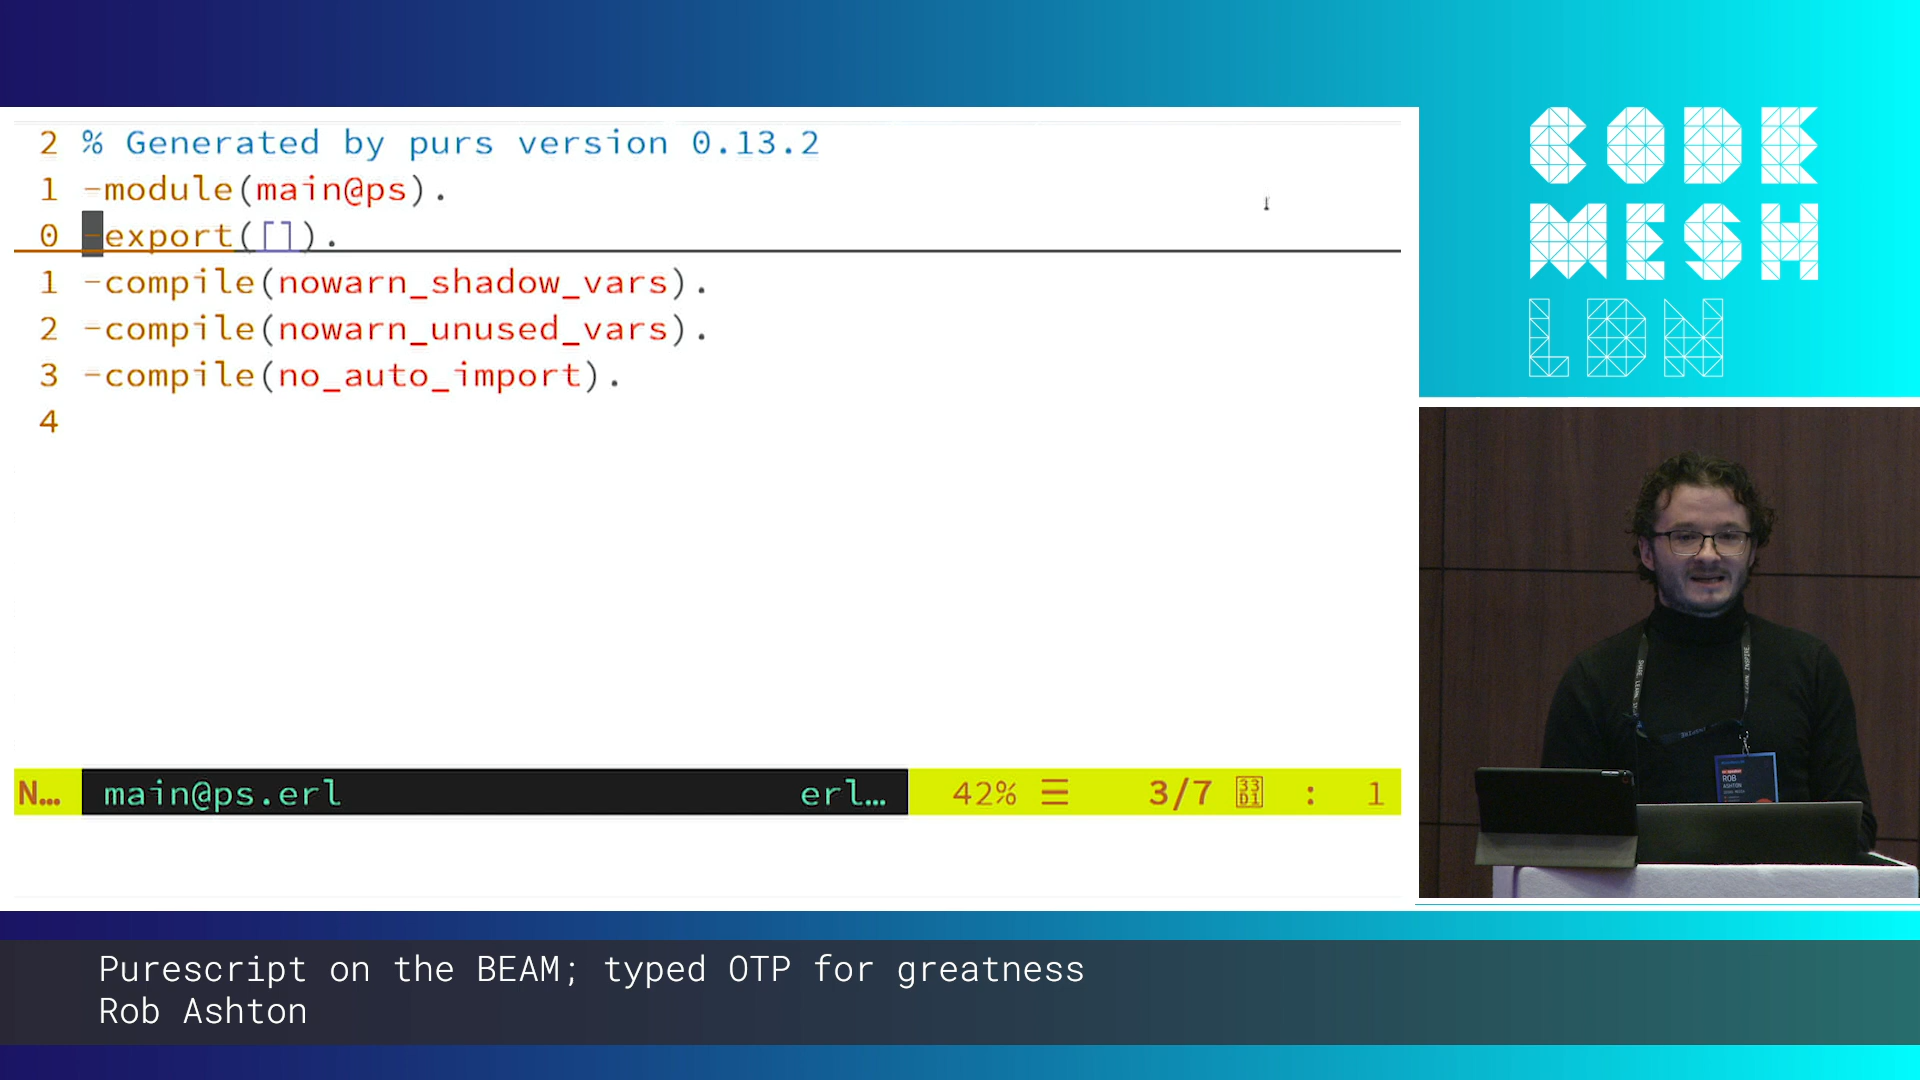 2 % Generated by purs version 0.13.2
1 -module(main@ps).
0 -export([]).
1 -compile(nowarn_shadow_vars).
2 -compile(nowarn_unused_vars).
3 -compile(no_auto_import).
4
N… main@ps.erl erl… 42% ☰ 3/7 : 1
CODE
MESH
LDN
ROB
ASHTON
Purescript on the BEAM; typed OTP for greatness
Rob Ashton